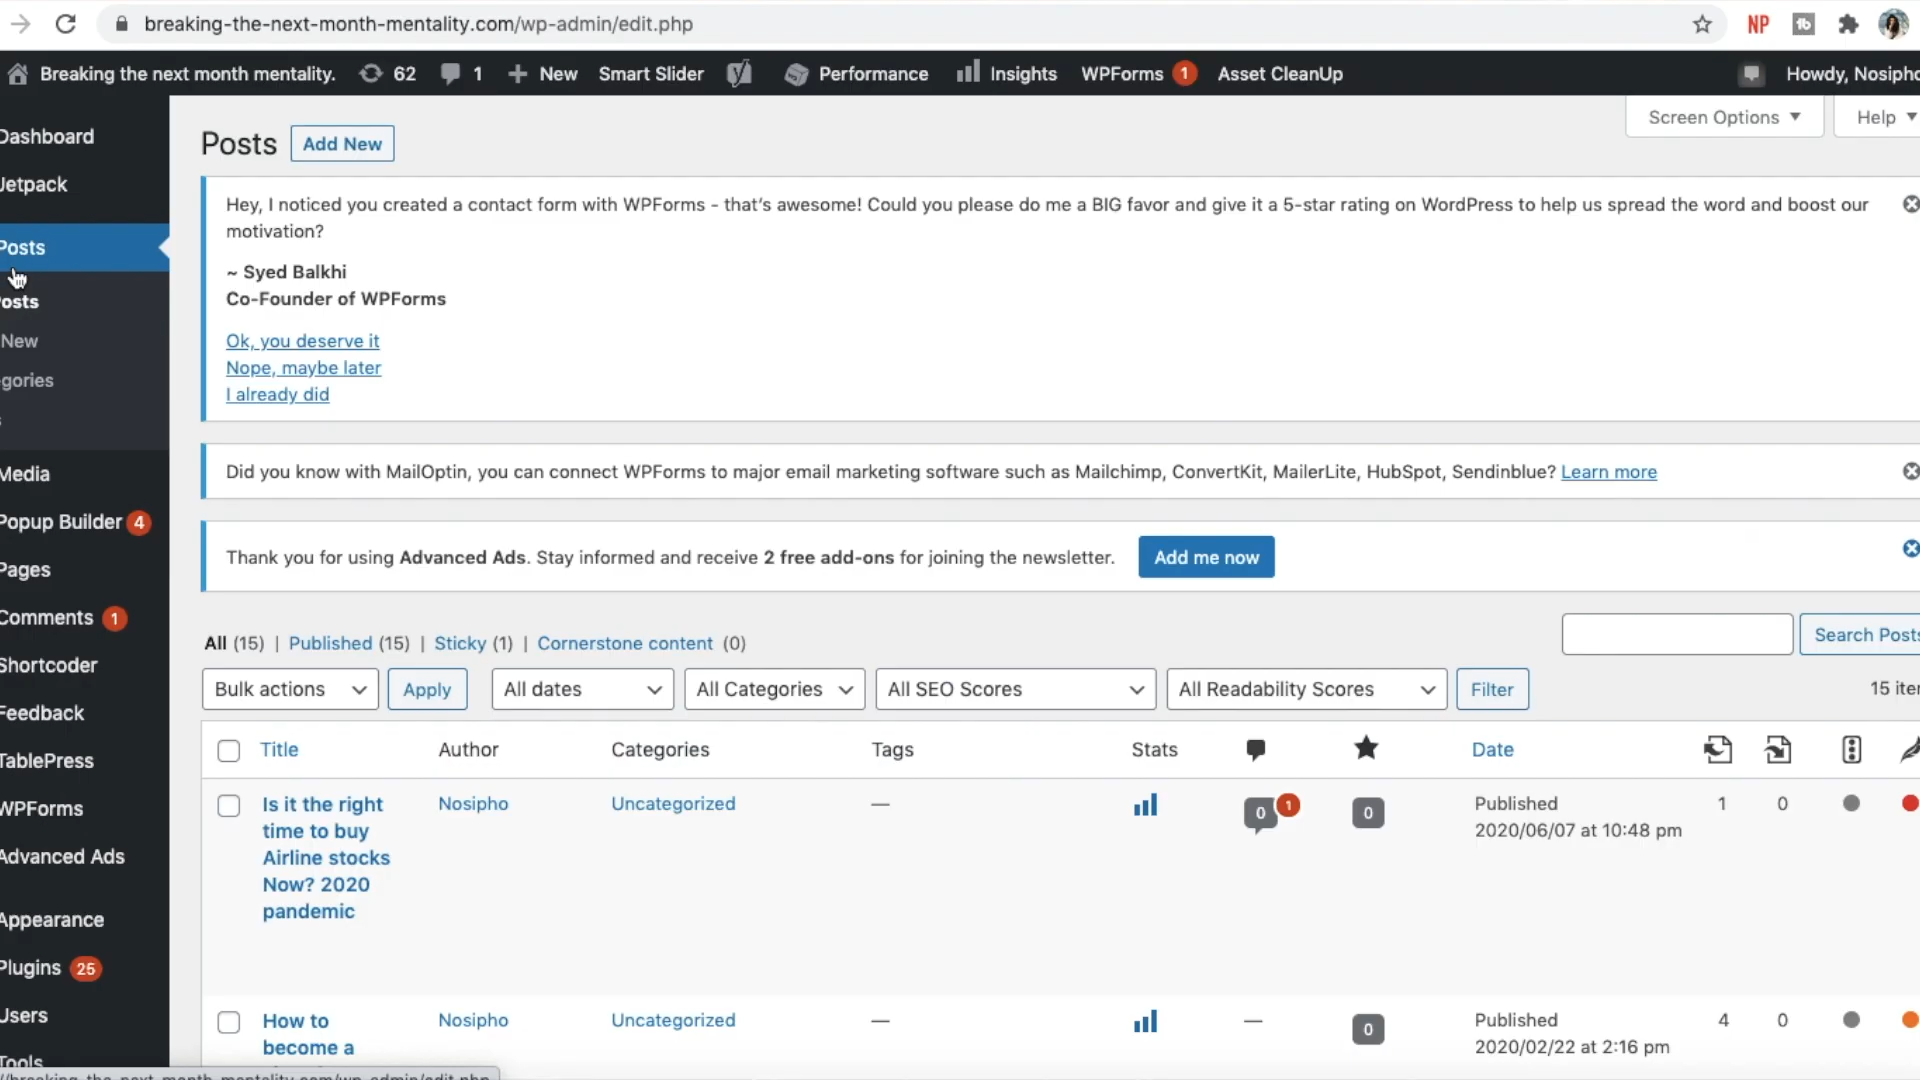 breaking-the-next-month-mentality.com/wp-admin/edit.php
NP
Breaking the next month mentality. 62 1 New Smart Slider Performance Insights WPForms 1 Asset CleanUp Howdy, Nosipho
Screen Options Help
Dashboard
Jetpack
Posts
osts
New
gories
s
Media
Popup Builder 4
Pages
Comments 1
Shortcoder
Feedback
TablePress
WPForms
Advanced Ads
Appearance
Plugins 25
Users
Tools
Posts Add New
Hey, I noticed you created a contact form with WPForms - that's awesome! Could you please do me a BIG favor and give it a 5-star rating on WordPress to help us spread the word and boost our
motivation?
~ Syed Balkhi
Co-Founder of WPForms
Ok, you deserve it
Nope, maybe later
I already did
Did you know with MailOptin, you can connect WPForms to major email marketing software such as Mailchimp, ConvertKit, MailerLite, HubSpot, Sendinblue? Learn more
Thank you for using Advanced Ads. Stay informed and receive 2 free add-ons for joining the newsletter. Add me now
All (15) | Published (15) | Sticky (1) | Cornerstone content (0)
Search Posts
Bulk actions Apply All dates All Categories All SEO Scores All Readability Scores Filter 15 iter
Title Author Categories Tags Stats Date
Is it the right Nosipho Uncategorized — 0 1 0 Published 1 0
time to buy 2020/06/07 at 10:48 pm
Airline stocks
Now? 2020
pandemic
How to Nosipho Uncategorized — — 0 Published 4 0
become a 2020/02/22 at 2:16 pm
//breaking-the-next-month-mentality.com/wp-admin/edit.php